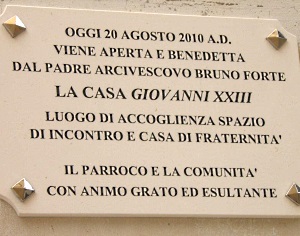 OGGI 20 AGOSTO 2010 A.D.
VIENE APERTA E BENEDETTA
DAL PADRE ARCIVESCOVO BRUNO FORTE
LA CASA GIOVANNI XXIII
LUOGO DI ACCOGLIENZA SPAZIO
DI INCONTRO E CASA DI FRATERNITA'
IL PARROCO E LA COMUNITA'
CON ANIMO GRATO ED ESULTANTE